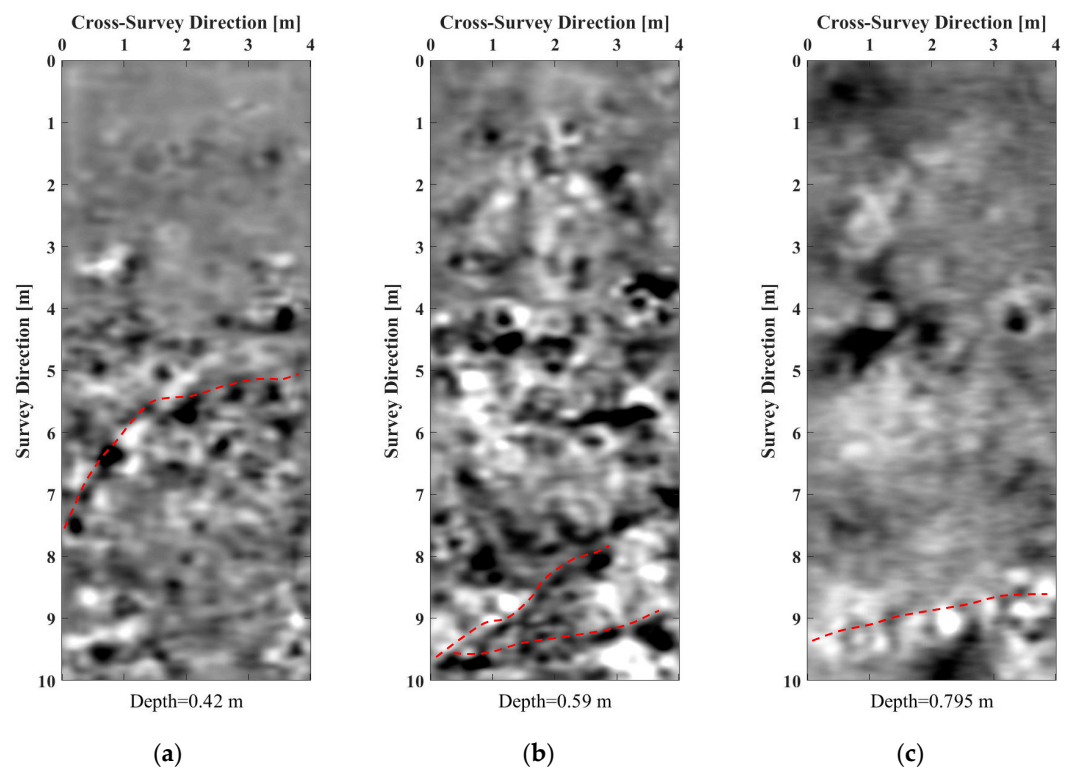 Cross-Survey Direction [m]
0 1 2 3 4
Survey Direction [m]
0
1
2
3
4
5
6
7
8
9
10
Depth=0.42 m
(a)
Cross-Survey Direction [m]
0 1 2 3 4
Survey Direction [m]
0
1
2
3
4
5
6
7
8
9
10
Depth=0.59 m
(b)
Cross-Survey Direction [m]
0 1 2 3 4
Survey Direction [m]
0
1
2
3
4
5
6
7
8
9
10
Depth=0.795 m
(c)